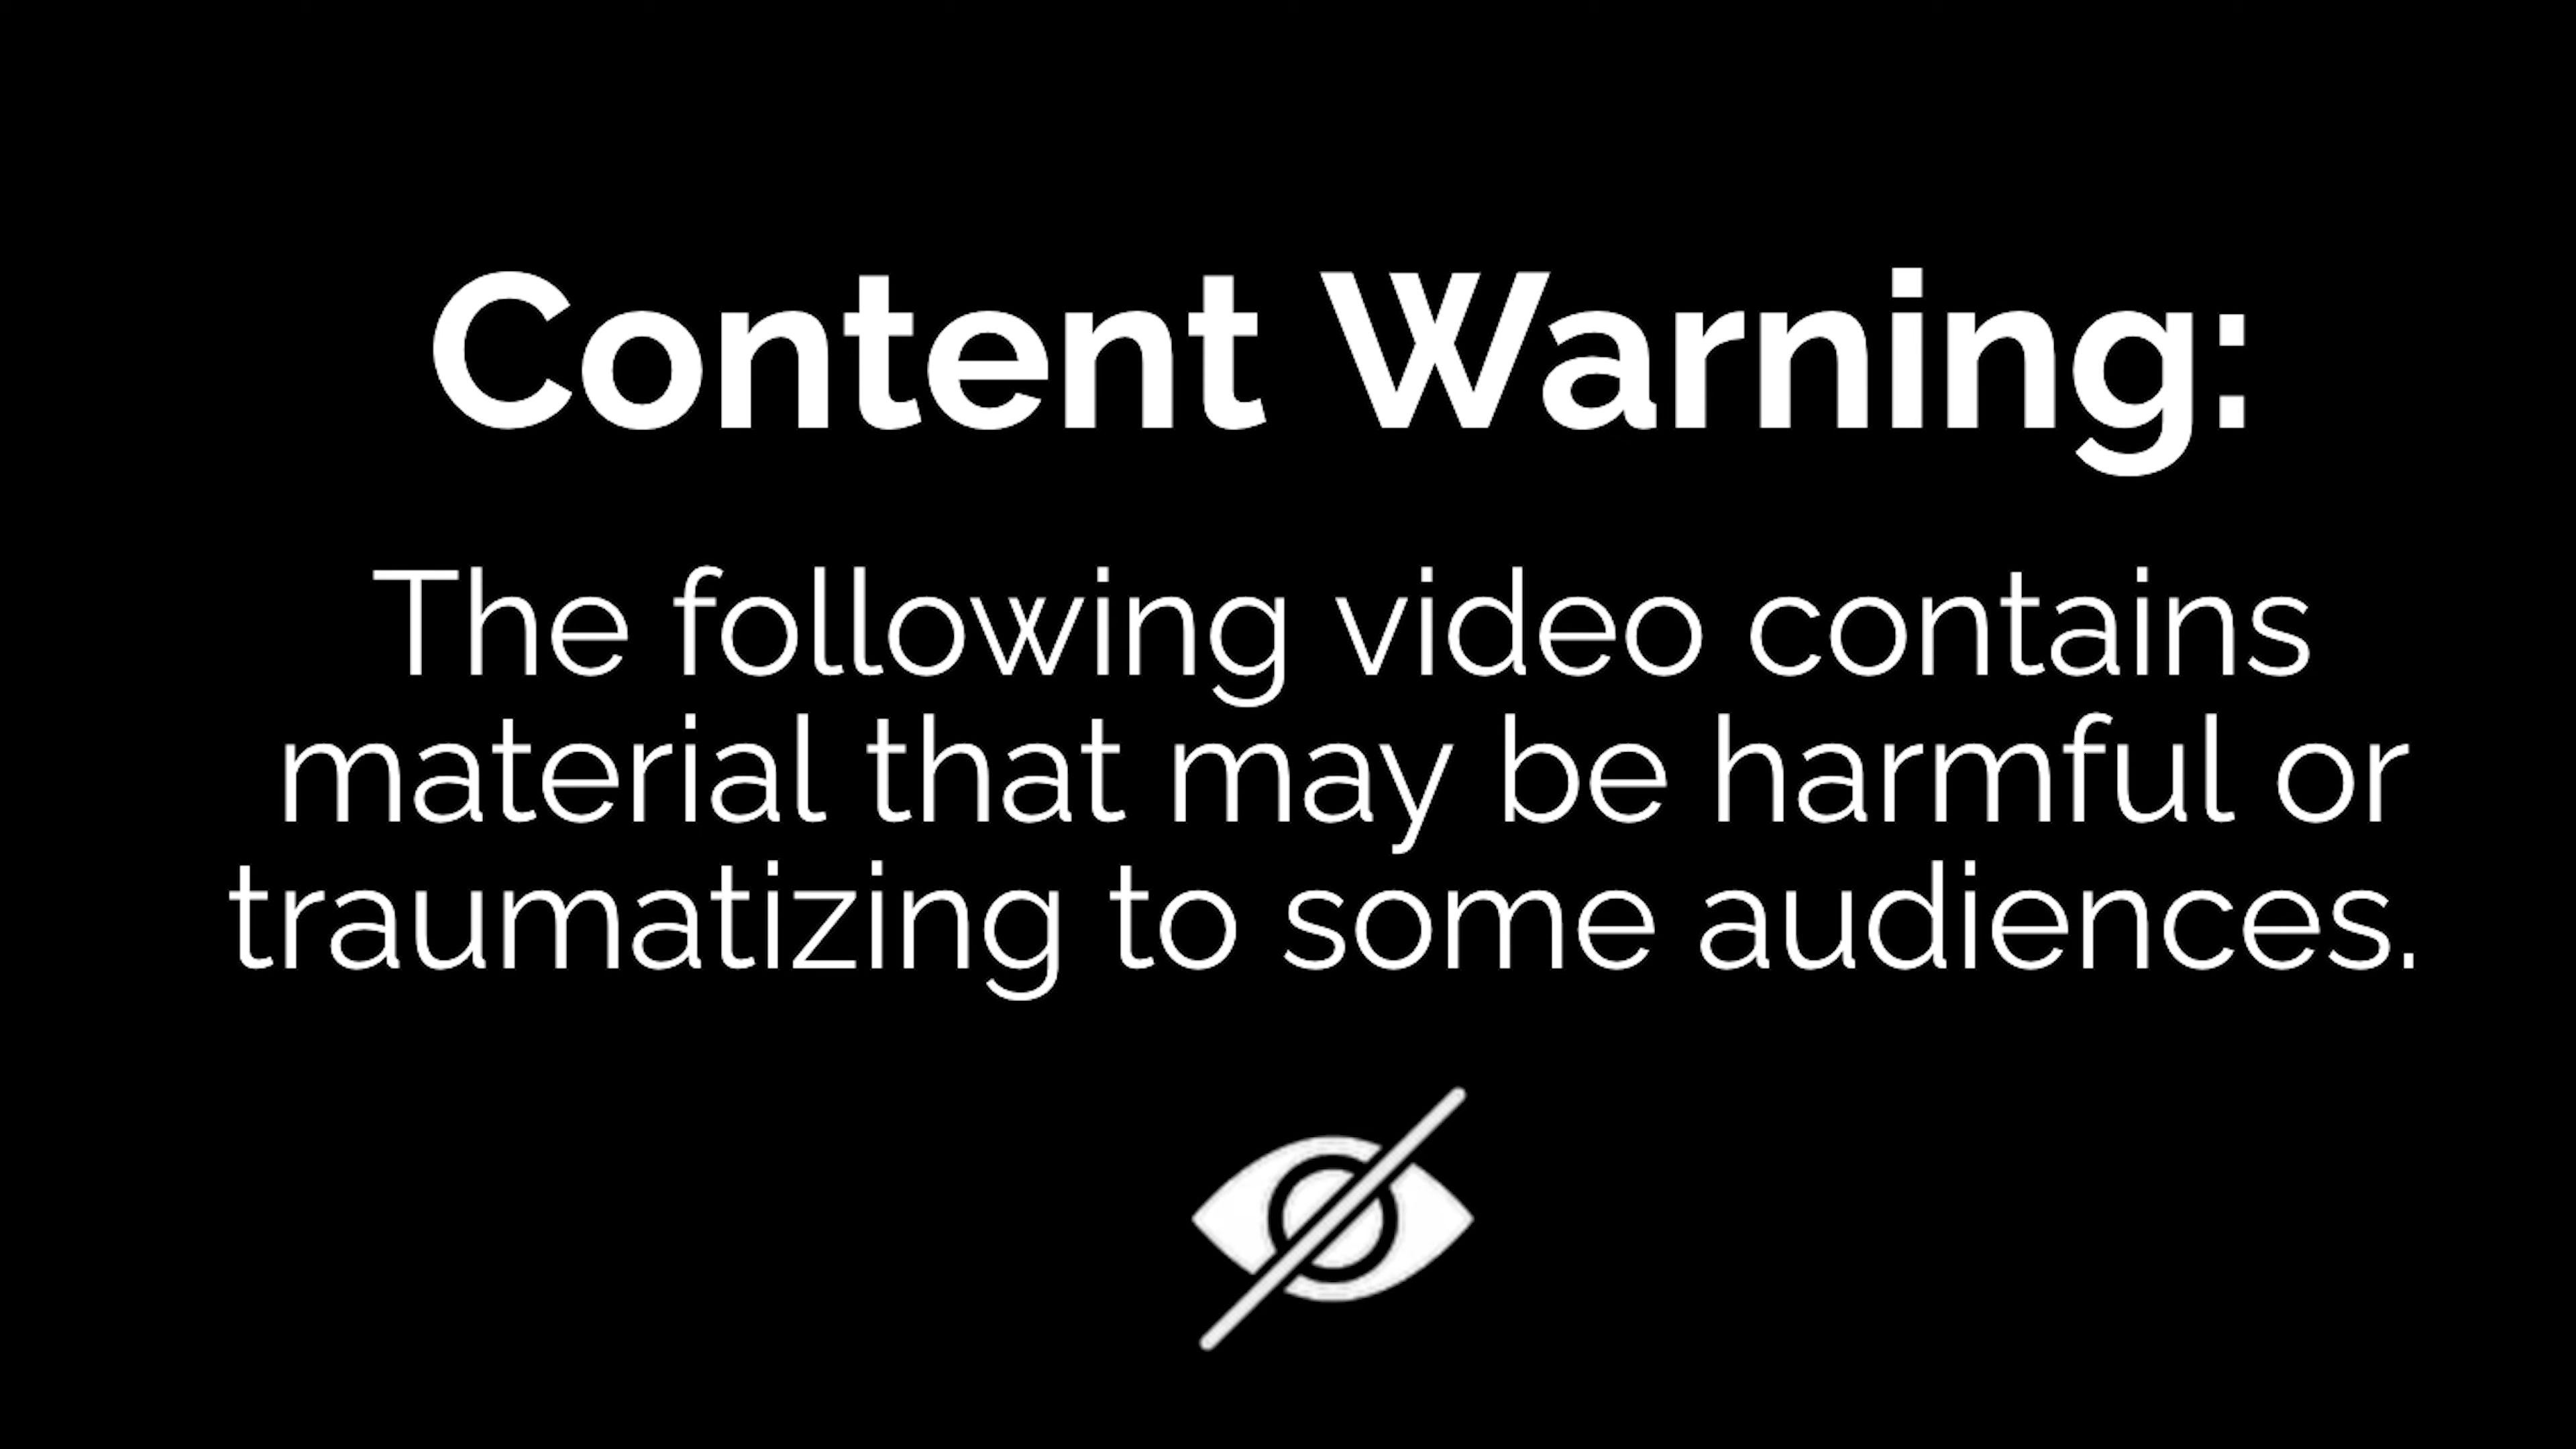 Content Warning:
The following video contains
material that may be harmful or
traumatizing to some audiences.